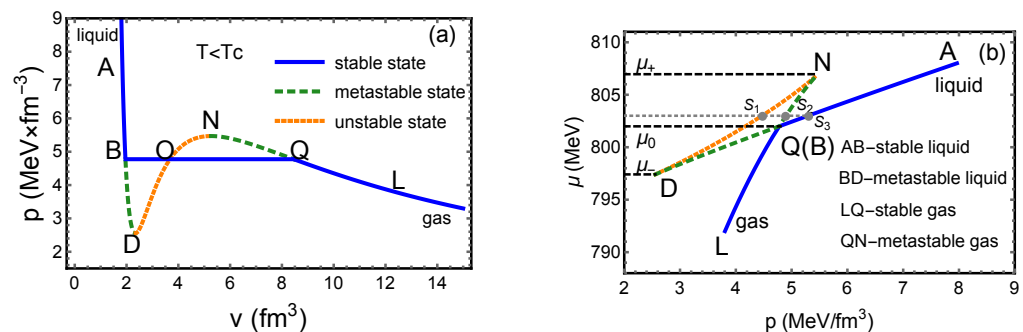 (a)
T<Tc
liquid
A
B
O
N
Q
D
L
gas
stable state
metastable state
unstable state
9
8
7
6
5
4
3
2
0
2
4
6
8
10
12
14
p (MeV×fm⁻³)
v (fm³)
(b)
A
N
liquid
μ₊
μ₀
μ₋
S₁
S₂
S₃
Q(B)
D
L
gas
AB−stable liquid
BD−metastable liquid
LQ−stable gas
QN−metastable gas
810
805
800
795
790
2
3
4
5
6
7
8
9
μ (MeV)
p (MeV/fm³)